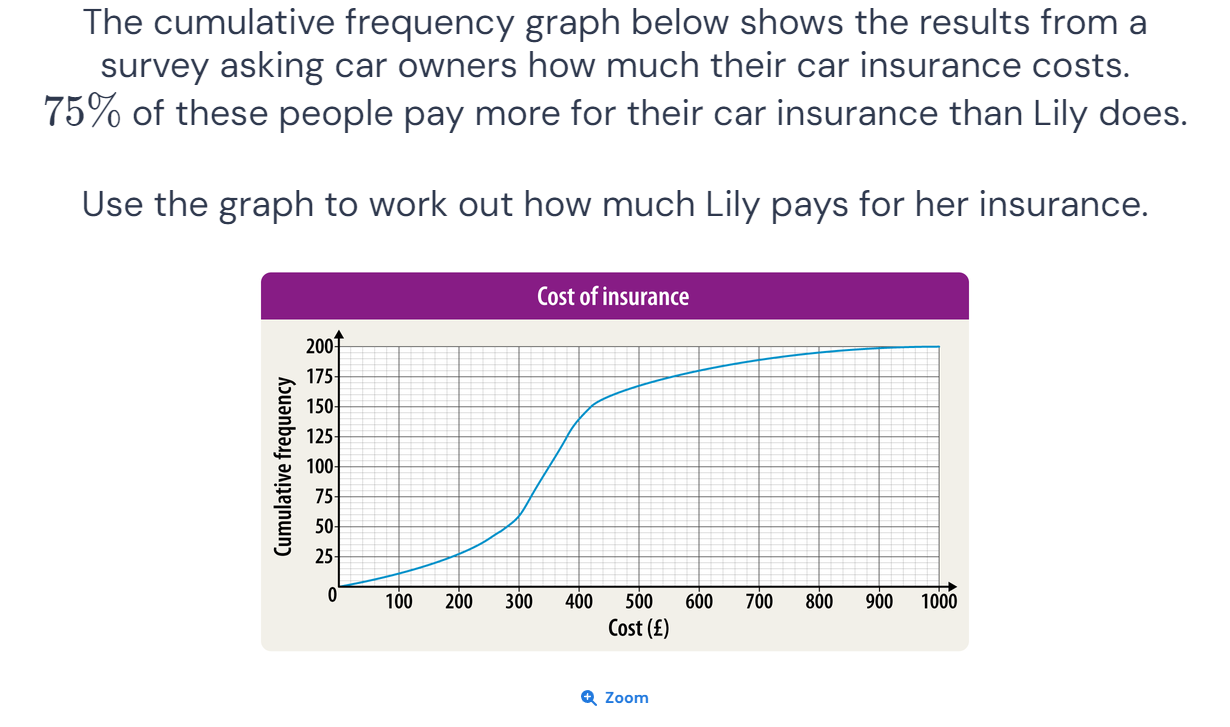 The cumulative frequency graph below shows the results from a
survey asking car owners how much their car insurance costs.
75% of these people pay more for their car insurance than Lily does.
Use the graph to work out how much Lily pays for her insurance.
Cost of insurance
Cumulative frequency
200
175
150
125
100
75
50
25
0
100 200 300 400 500 600 700 800 900 1000
Cost (£)
Zoom